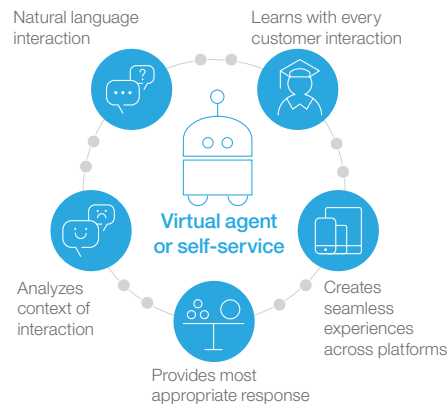 Natural language
interaction
Learns with every
customer interaction
?
Virtual agent
or self-service
Analyzes
context of
interaction
Creates
seamless
experiences
across platforms
Provides most
appropriate response